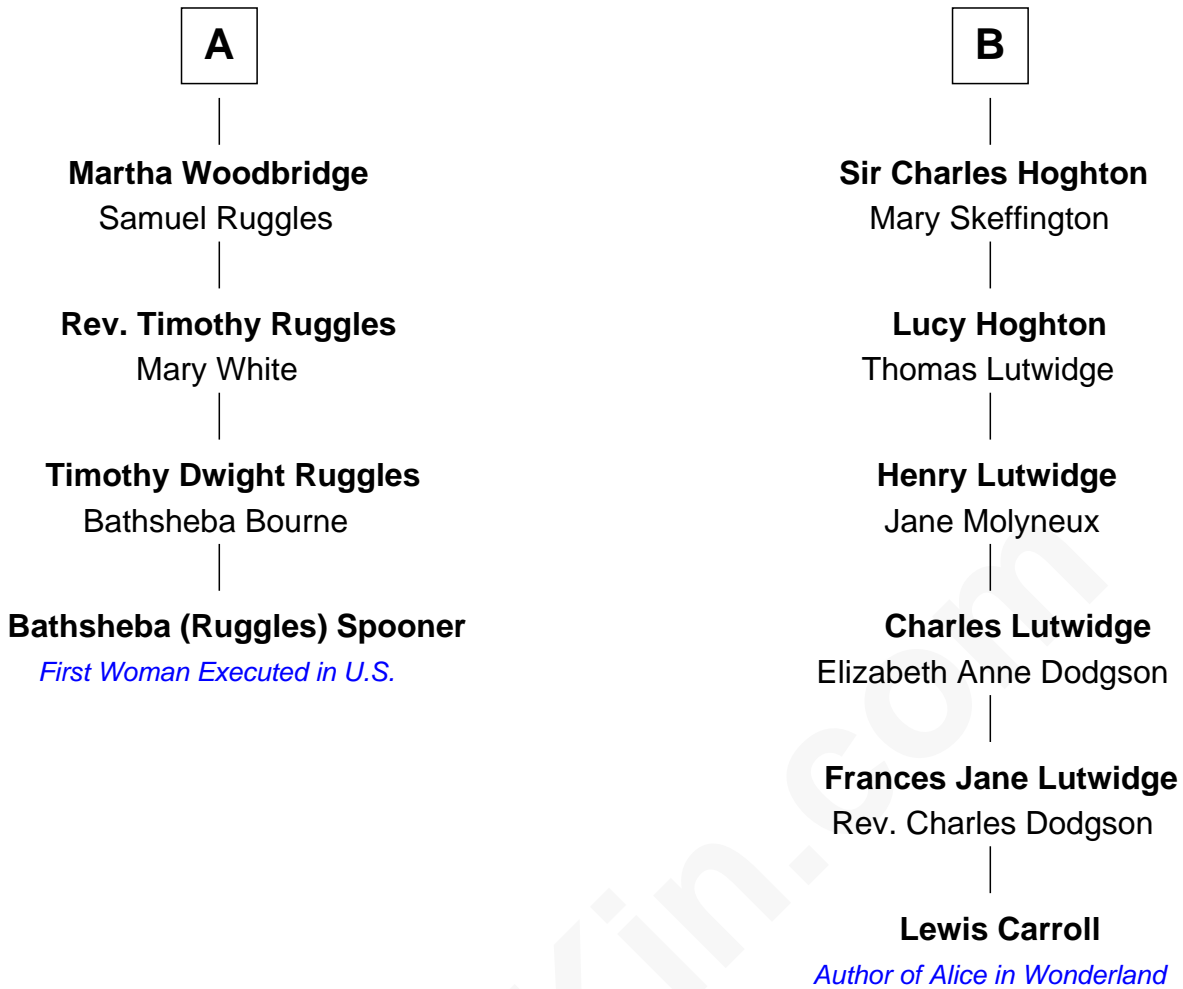 A
Martha Woodbridge
Samuel Ruggles
Rev. Timothy Ruggles
Mary White
Timothy Dwight Ruggles
Bathsheba Bourne
Bathsheba (Ruggles) Spooner
First Woman Executed in U.S.
B
Sir Charles Hoghton
Mary Skeffington
Lucy Hoghton
Thomas Lutwidge
Henry Lutwidge
Jane Molyneux
Charles Lutwidge
Elizabeth Anne Dodgson
Frances Jane Lutwidge
Rev. Charles Dodgson
Lewis Carroll
Author of Alice in Wonderland
Kin.com